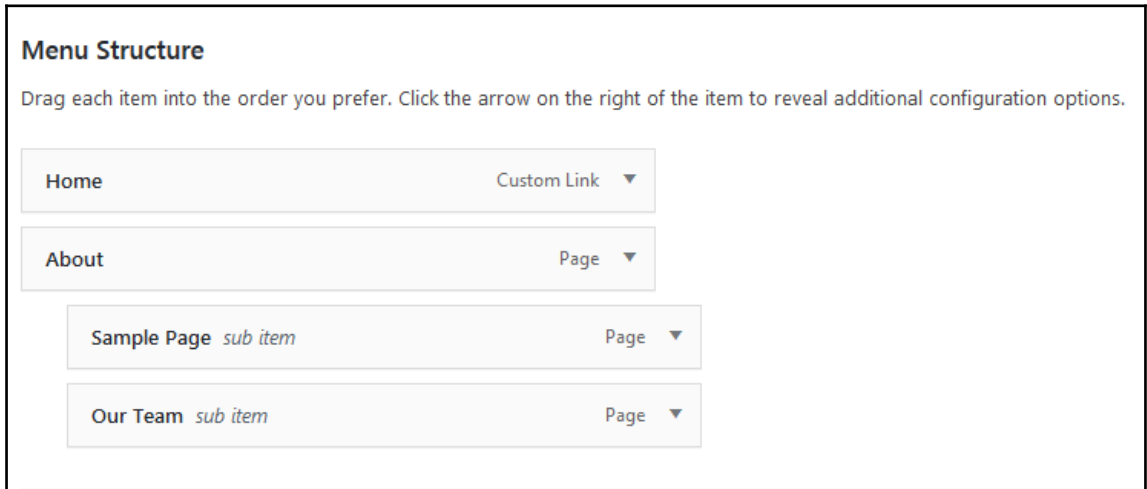 Menu Structure
Drag each item into the order you prefer. Click the arrow on the right of the item to reveal additional configuration options.
Home Custom Link
About Page
Sample Page sub item Page
Our Team sub item Page